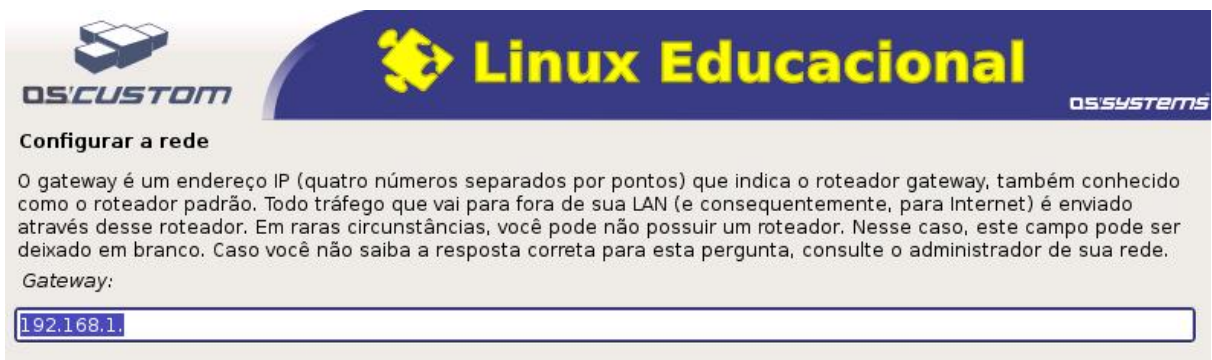 OS'CUSTOM
Linux Educacional
OS'SYSTEMS
Configurar a rede
O gateway é um endereço IP (quatro números separados por pontos) que indica o roteador gateway, também conhecido
como o roteador padrão. Todo tráfego que vai para fora de sua LAN (e consequentemente, para Internet) é enviado
através desse roteador. Em raras circunstâncias, você pode não possuir um roteador. Nesse caso, este campo pode ser
deixado em branco. Caso você não saiba a resposta correta para esta pergunta, consulte o administrador de sua rede.
Gateway:
192.168.1.